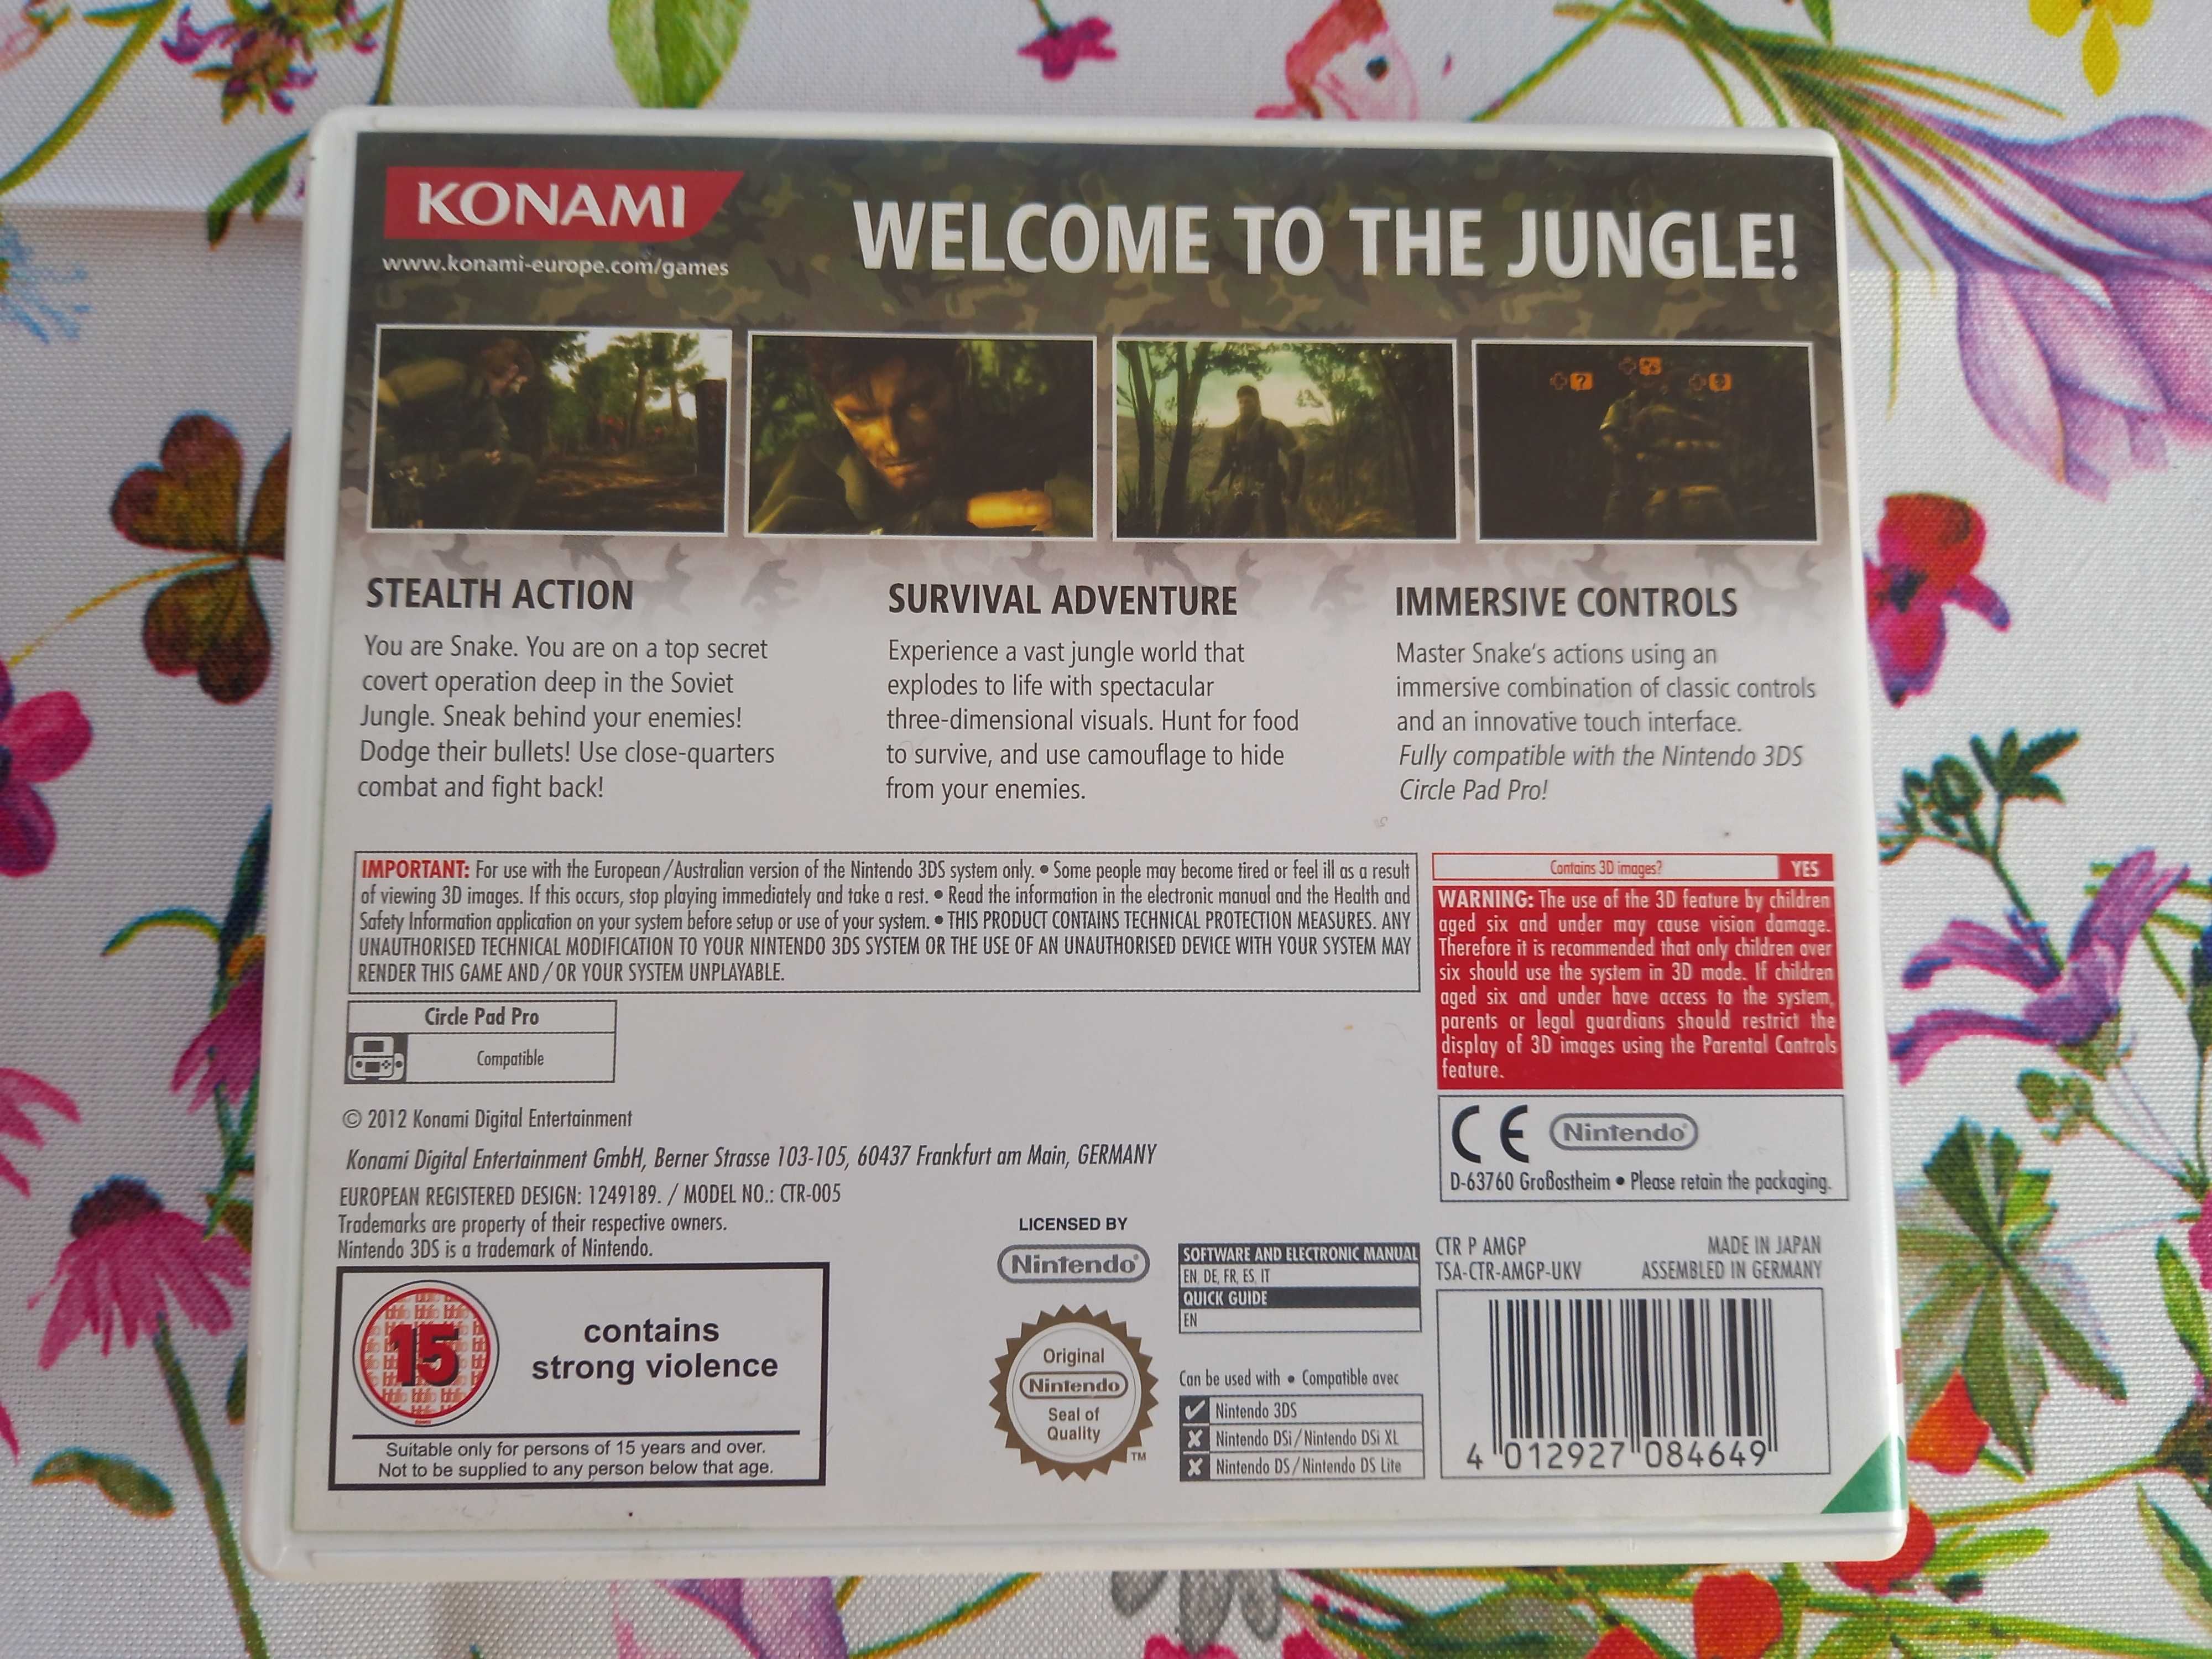 KONAMI
www.konami-europe.com/games
WELCOME TO THE JUNGLE!
STEALTH ACTION
You are Snake. You are on a top secret
covert operation deep in the Soviet
Jungle. Sneak behind your enemies!
Dodge their bullets! Use close-quarters
combat and fight back!
SURVIVAL ADVENTURE
Experience a vast jungle world that
explodes to life with spectacular
three-dimensional visuals. Hunt for food
to survive, and use camouflage to hide
from your enemies.
IMMERSIVE CONTROLS
Master Snake's actions using an
immersive combination of classic controls
and an innovative touch interface.
Fully compatible with the Nintendo 3DS
Circle Pad Pro!
IMPORTANT: For use with the European/Australian version of the Nintendo 3DS system only. • Some people may become tired or feel ill as a result
of viewing 3D images. If this occurs, stop playing immediately and take a rest. • Read the information in the electronic manual and the Health and
Safety Information application on your system before setup or use of your system. • THIS PRODUCT CONTAINS TECHNICAL PROTECTION MEASURES. ANY
UNAUTHORISED TECHNICAL MODIFICATION TO YOUR NINTENDO 3DS SYSTEM OR THE USE OF AN UNAUTHORISED DEVICE WITH YOUR SYSTEM MAY
RENDER THIS GAME AND/OR YOUR SYSTEM UNPLAYABLE.
Contains 3D images? YES
WARNING: The use of the 3D feature by children
aged six and under may cause vision damage.
Therefore it is recommended that only children over
six should use the system in 3D mode. If children
aged six and under have access to the system,
parents or legal guardians should restrict the
display of 3D images using the Parental Controls
feature.
Circle Pad Pro
Compatible
© 2012 Konami Digital Entertainment
Konami Digital Entertainment GmbH, Berner Strasse 103-105, 60437 Frankfurt am Main, GERMANY
EUROPEAN REGISTERED DESIGN: 1249189. / MODEL NO.: CTR-005
Trademarks are property of their respective owners.
Nintendo 3DS is a trademark of Nintendo.
CE Nintendo®
D-63760 Großostheim • Please retain the packaging.
15
contains
strong violence
Suitable only for persons of 15 years and over.
Not to be supplied to any person below that age.
LICENSED BY
Nintendo®
Original
Nintendo
Seal of
Quality
™
SOFTWARE AND ELECTRONIC MANUAL
EN, DE, FR, ES, IT
QUICK GUIDE
EN
Can be used with • Compatible avec
Nintendo 3DS
Nintendo DSi/Nintendo DSi XL
Nintendo DS/Nintendo DS Lite
CTR P AMGP
TSA-CTR-AMGP-UKV
MADE IN JAPAN
ASSEMBLED IN GERMANY
4 012927 084649